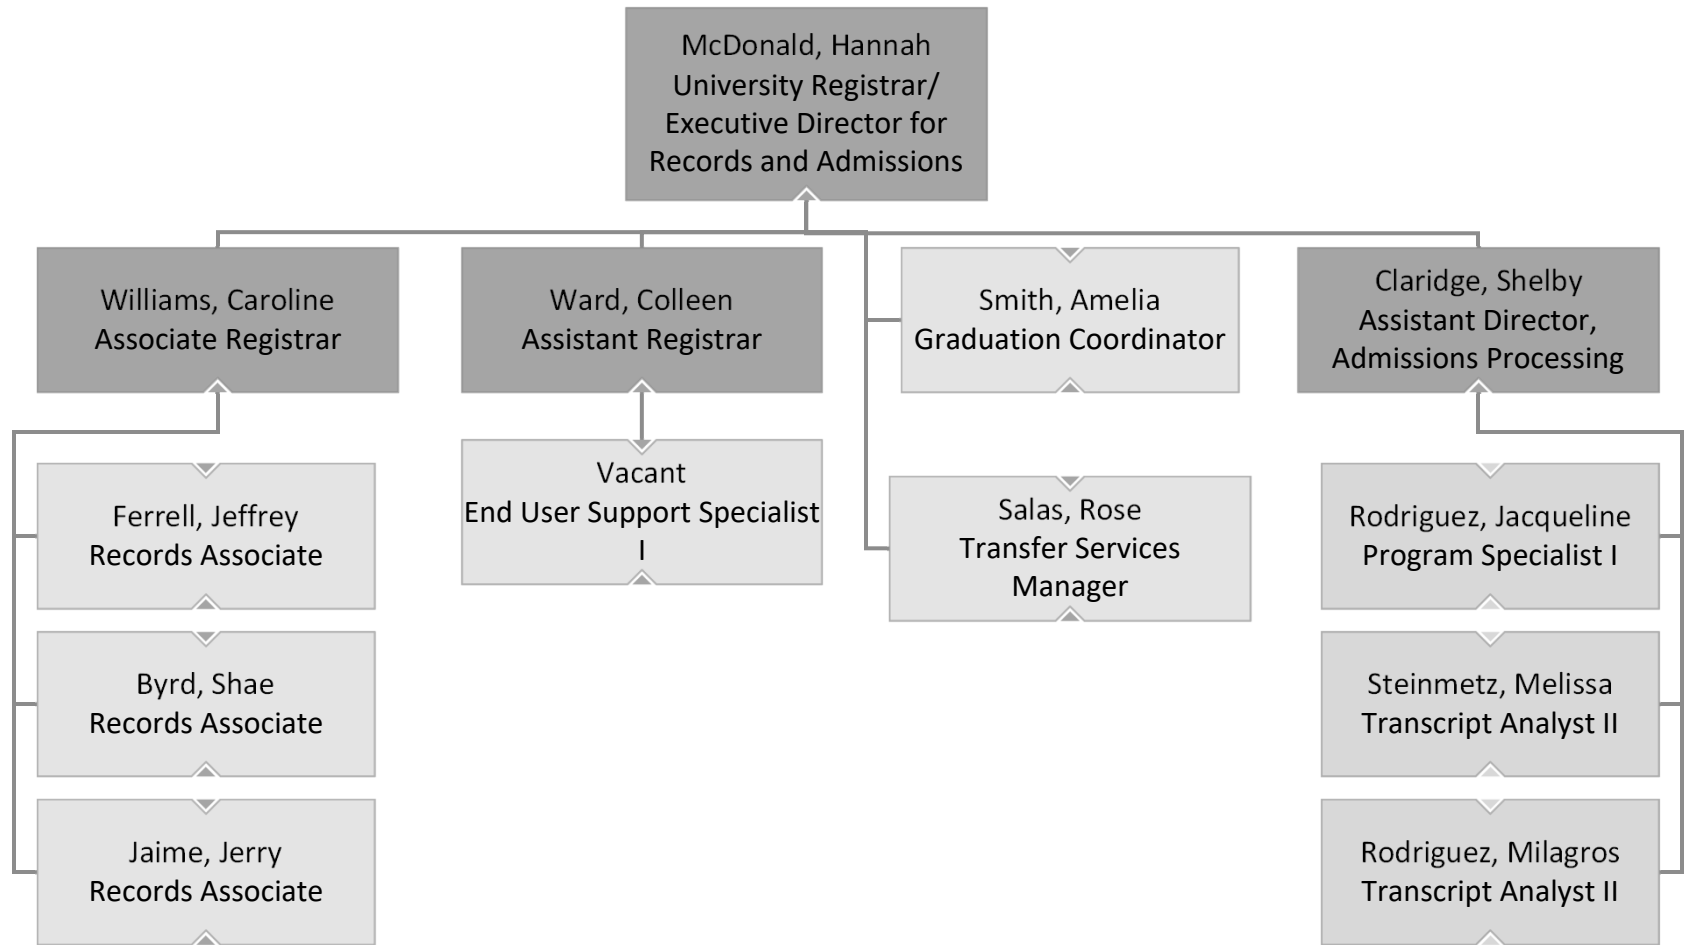 McDonald, Hannah
University Registrar/
Executive Director for
Records and Admissions
Williams, Caroline
Associate Registrar
Ward, Colleen
Assistant Registrar
Smith, Amelia
Graduation Coordinator
Claridge, Shelby
Assistant Director,
Admissions Processing
Ferrell, Jeffrey
Records Associate
Vacant
End User Support Specialist
I
Salas, Rose
Transfer Services
Manager
Rodriguez, Jacqueline
Program Specialist I
Byrd, Shae
Records Associate
Steinmetz, Melissa
Transcript Analyst II
Jaime, Jerry
Records Associate
Rodriguez, Milagros
Transcript Analyst II